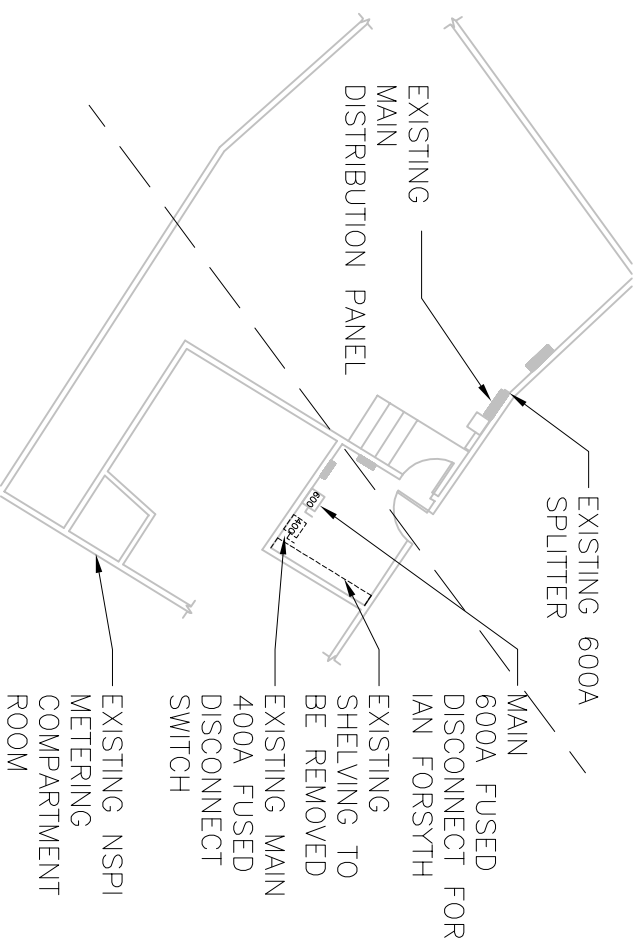 EXISTING
MAIN
DISTRIBUTION PANEL
EXISTING 600A
SPLITTER
MAIN
600A FUSED
DISCONNECT FOR
IAN FORSYTH
EXISTING
SHELVING TO
BE REMOVED
EXISTING MAIN
400A FUSED
DISCONNECT
SWITCH
EXISTING NSPI
METERING
COMPARTMENT
ROOM
600
400